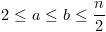 2 ≤ a ≤ b ≤ n/2